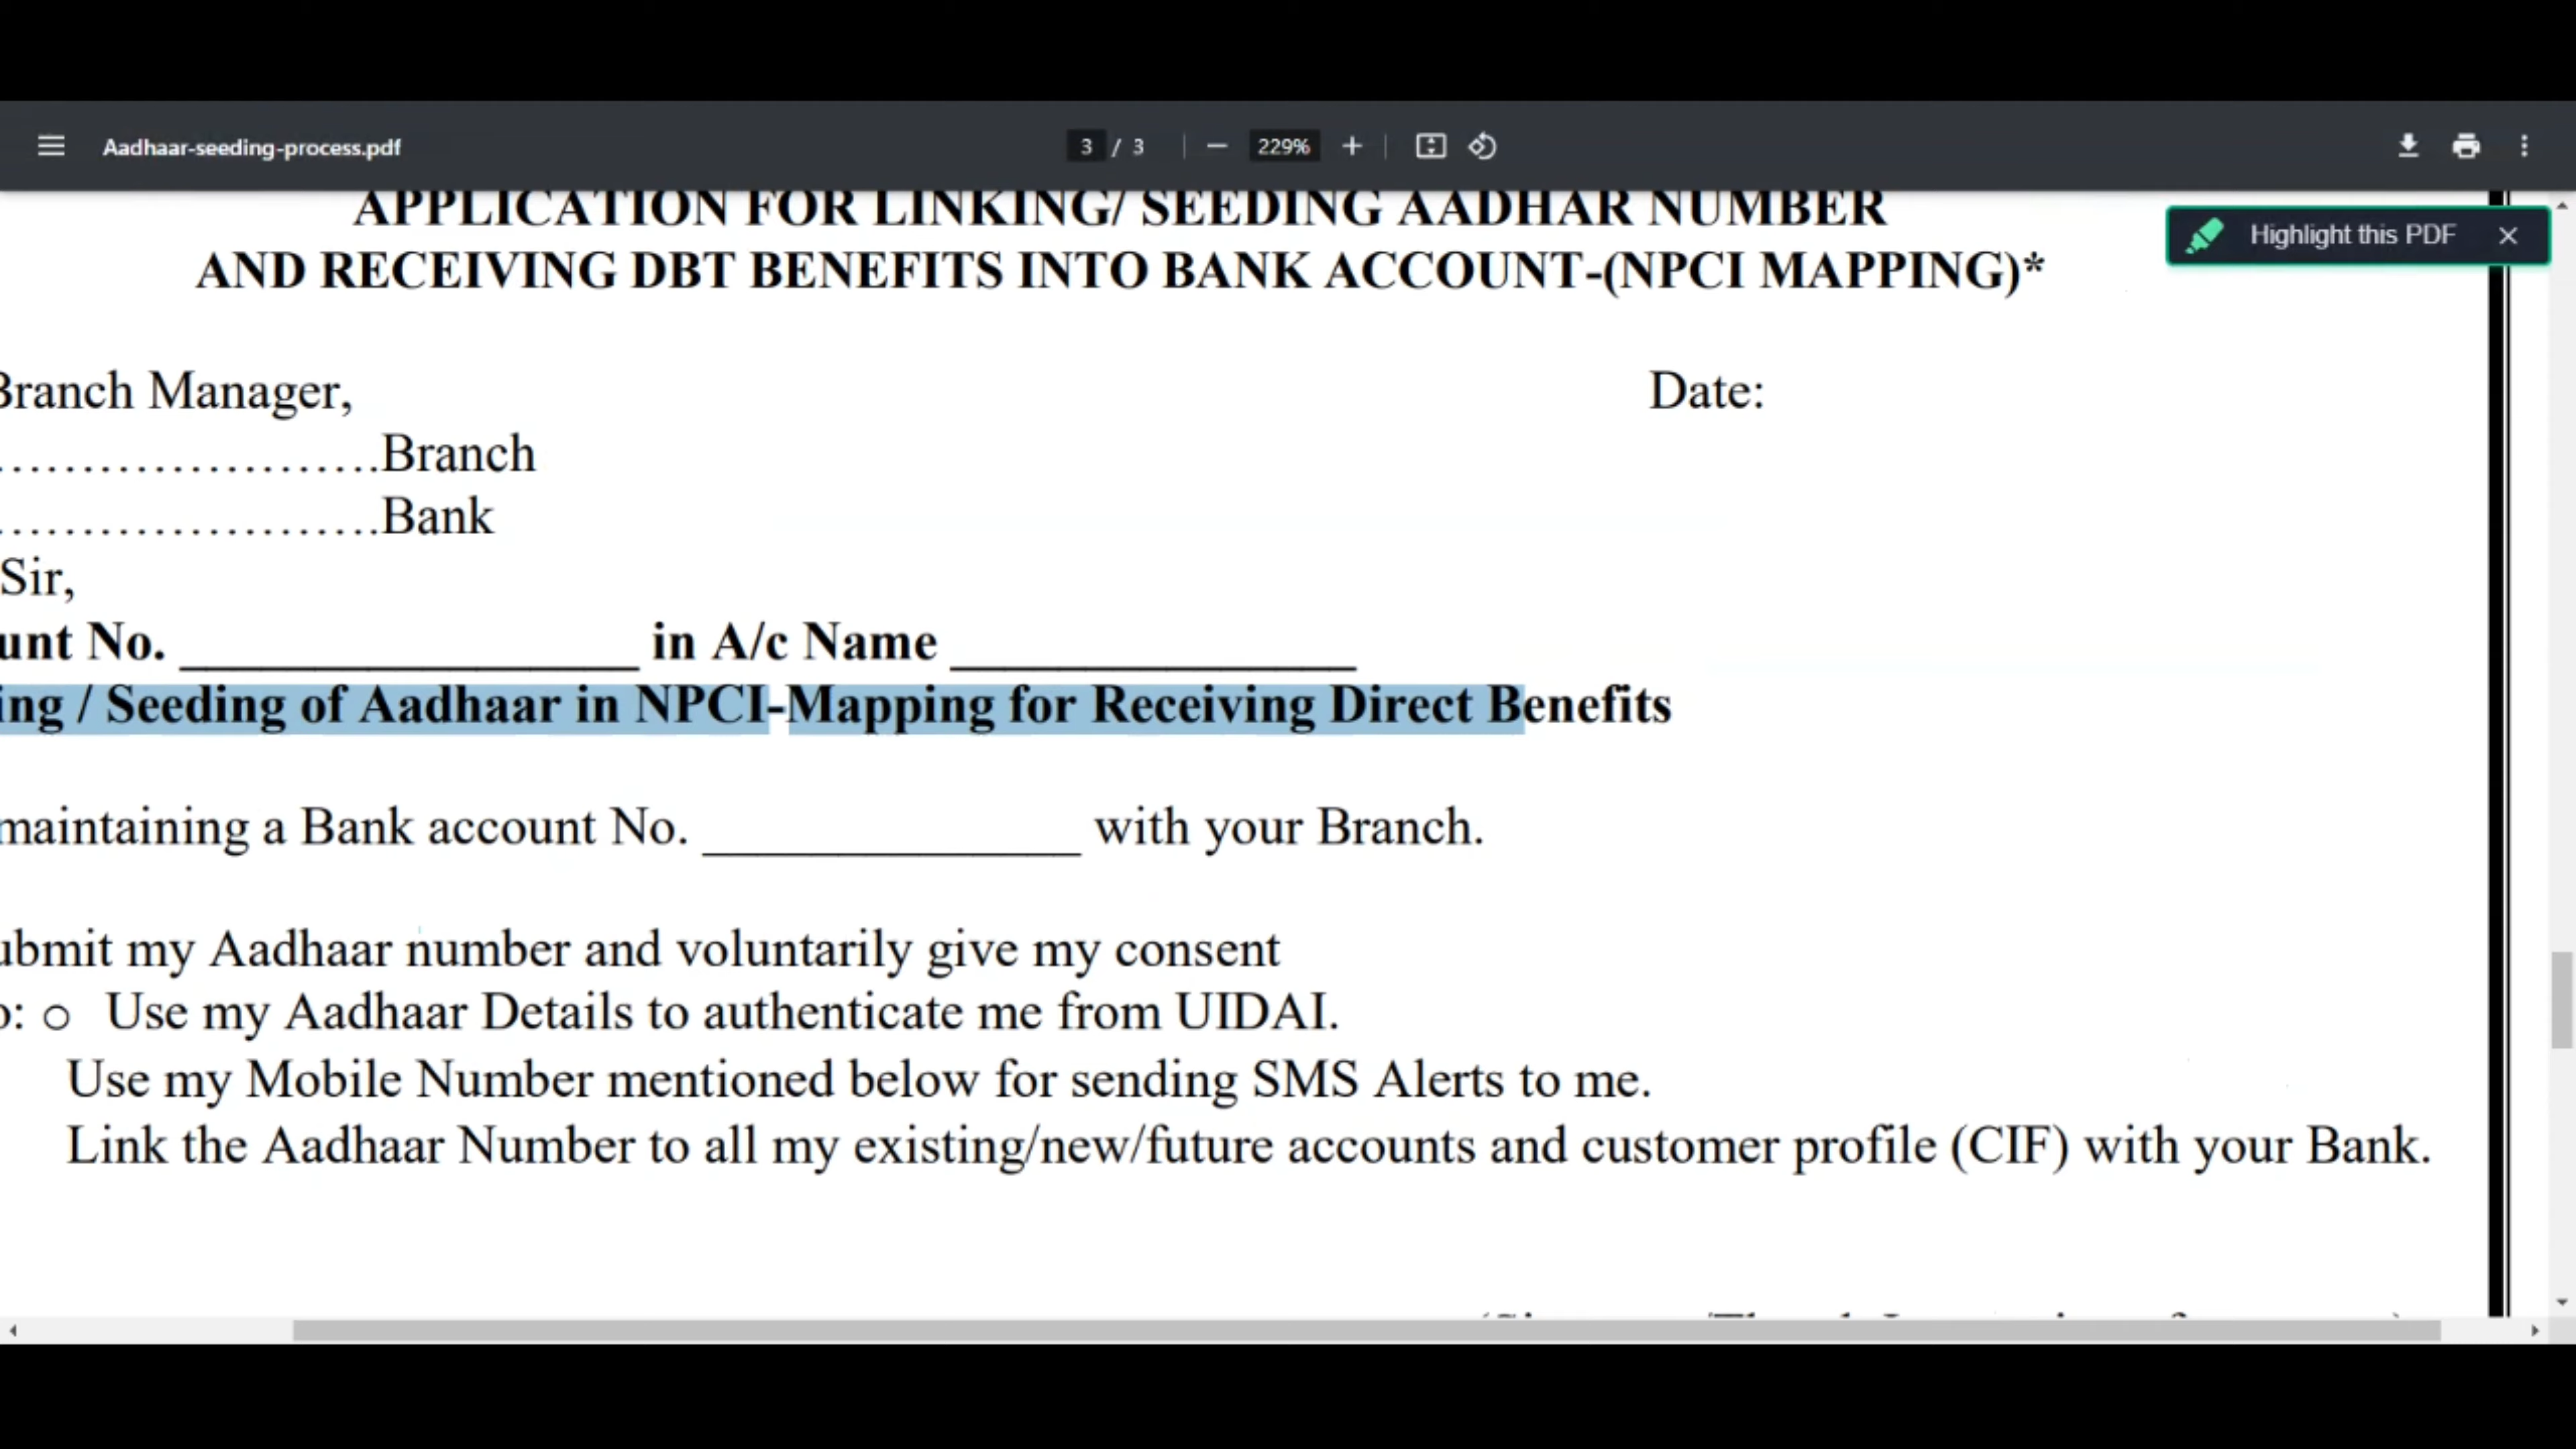 Aadhaar-seeding-process.pdf
3 / 3
229%
APPLICATION FOR LINKING/ SEEDING AADHAR NUMBER
Highlight this PDF
AND RECEIVING DBT BENEFITS INTO BANK ACCOUNT-(NPCI MAPPING)*
Branch Manager, Date:
......................Branch
......................Bank
Sir,
unt No. _________________ in A/c Name _______________
ing / Seeding of Aadhaar in NPCI-Mapping for Receiving Direct Benefits
maintaining a Bank account No. ______________ with your Branch.
ubmit my Aadhaar number and voluntarily give my consent
o: o Use my Aadhaar Details to authenticate me from UIDAI.
Use my Mobile Number mentioned below for sending SMS Alerts to me.
Link the Aadhaar Number to all my existing/new/future accounts and customer profile (CIF) with your Bank.